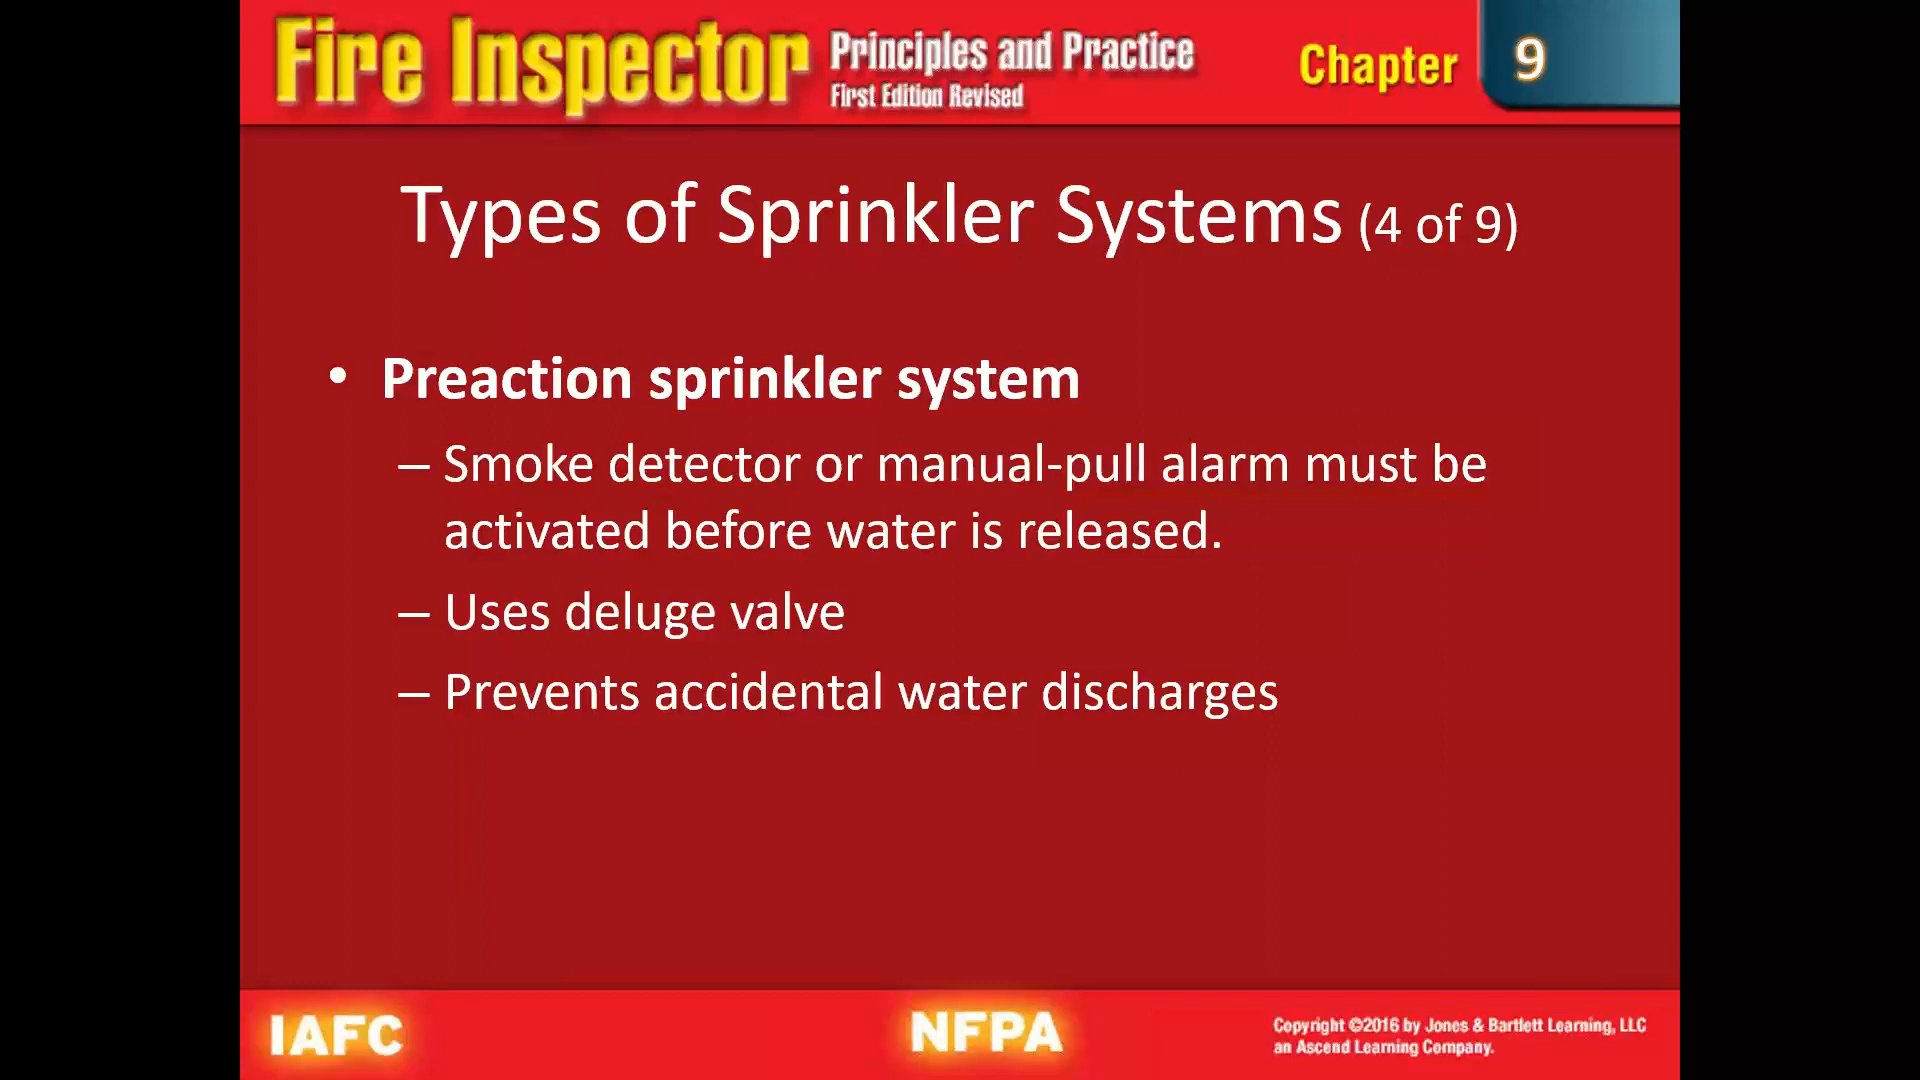 Fire Inspector Principles and Practice
First Edition Revised
Chapter 9
Types of Sprinkler Systems (4 of 9)
• Preaction sprinkler system
– Smoke detector or manual-pull alarm must be
activated before water is released.
– Uses deluge valve
– Prevents accidental water discharges
IAFC
NFPA
Copyright ©2016 by Jones & Bartlett Learning, LLC
an Ascend Learning Company.